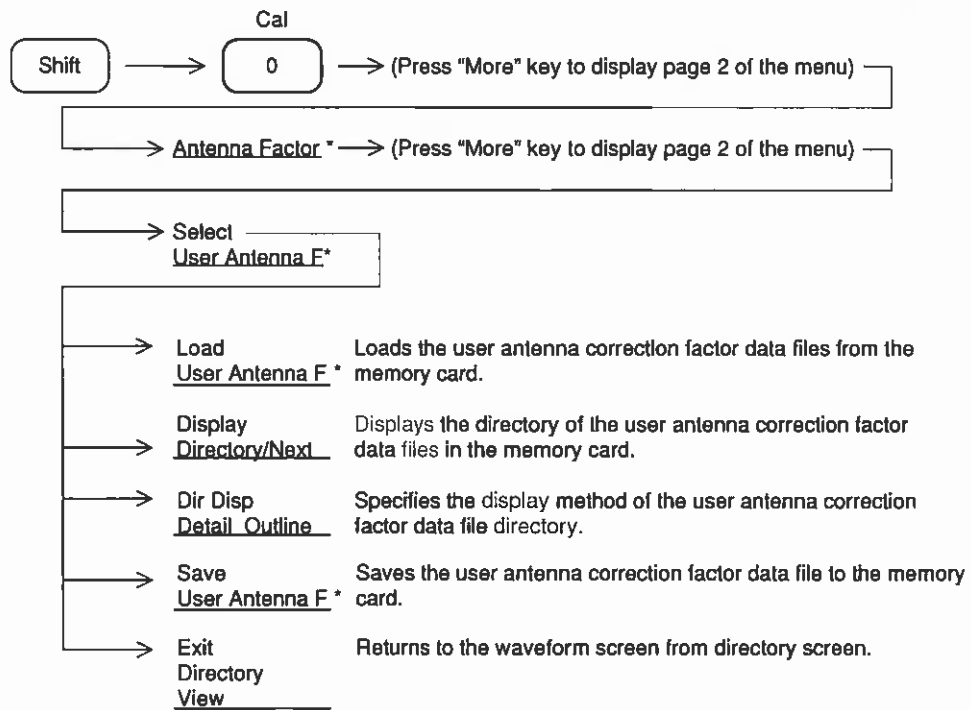 Cal
Shift 0 (Press "More" key to display page 2 of the menu)
Antenna Factor * (Press "More" key to display page 2 of the menu)
Select
User Antenna F*
Load Loads the user antenna correction factor data files from the
User Antenna F * memory card.
Display Displays the directory of the user antenna correction factor
Directory/Next data files in the memory card.
Dir Disp Specifies the display method of the user antenna correction
Detail Outline factor data file directory.
Save Saves the user antenna correction factor data file to the memory
User Antenna F * card.
Exit Returns to the waveform screen from directory screen.
Directory
View